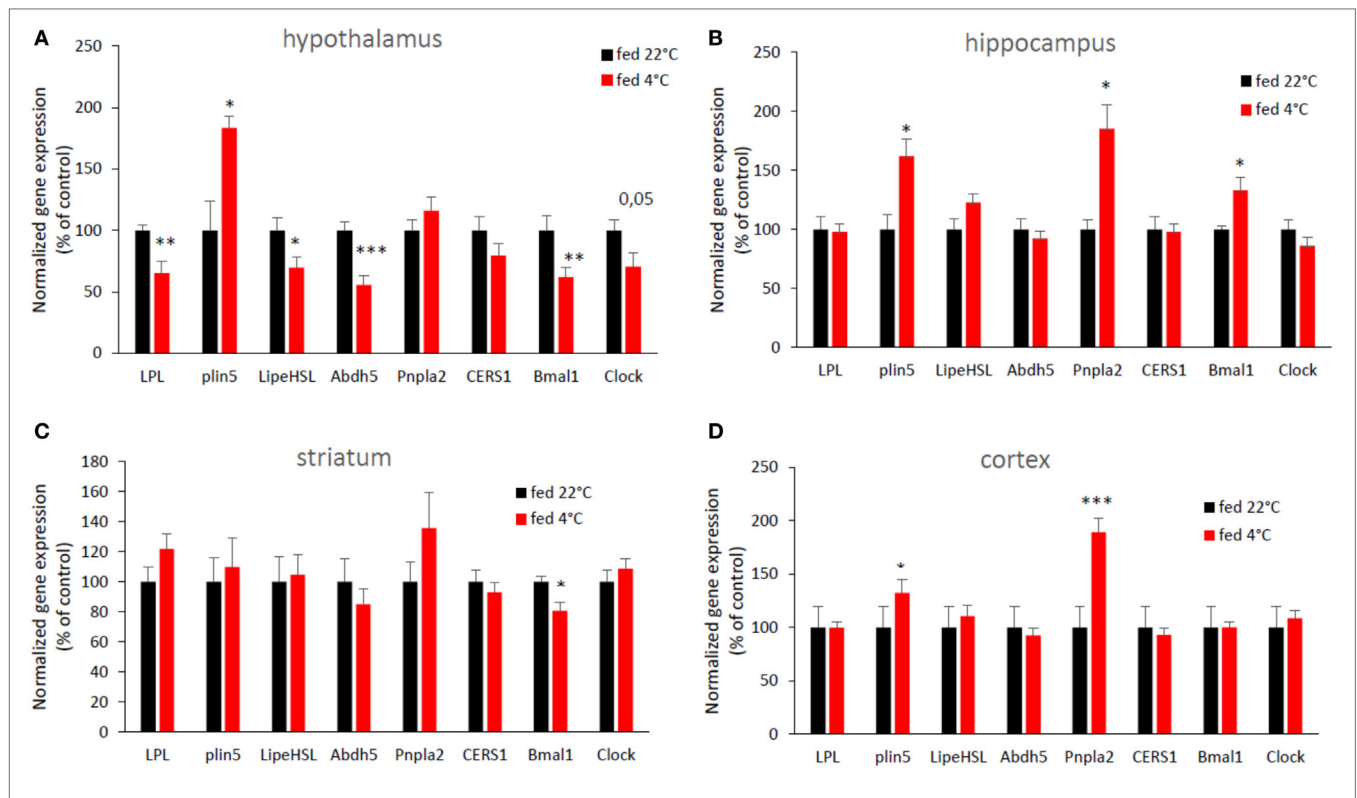 A
hypothalamus
Normalized gene expression
(% of control)
250
200
150
100
50
0
fed 22°C
fed 4°C
**
*
*
***
**
0,05
LPL plin5 LipeHSL Abdh5 Pnpla2 CERS1 Bmal1 Clock
B
hippocampus
Normalized gene expression
(% of control)
250
200
150
100
50
0
fed 22°C
fed 4°C
*
*
*
LPL plin5 LipeHSL Abdh5 Pnpla2 CERS1 Bmal1 Clock
C
striatum
Normalized gene expression
(% of control)
180
160
140
120
100
80
60
40
20
0
fed 22°C
fed 4°C
*
LPL plin5 LipeHSL Abdh5 Pnpla2 CERS1 Bmal1 Clock
D
cortex
Normalized gene expression
(% of control)
250
200
150
100
50
0
fed 22°C
fed 4°C
*
***
LPL plin5 LipeHSL Abdh5 Pnpla2 CERS1 Bmal1 Clock